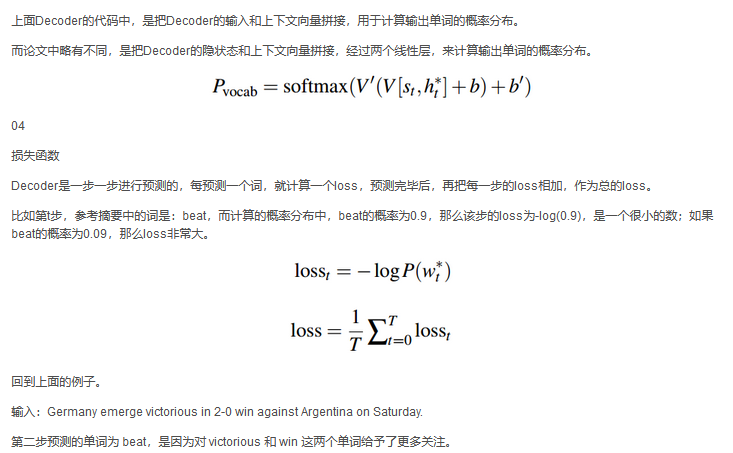 上面Decoder的代码中，是把Decoder的输入和上下文向量拼接，用于计算输出单词的概率分布。
而论文中略有不同，是把Decoder的隐状态和上下文向量拼接，经过两个线性层，来计算输出单词的概率分布。
P_vocab = softmax(V′(V[s_t, h_t^*] + b) + b′)
04
损失函数
Decoder是一步一步进行预测的，每预测一个词，就计算一个loss，预测完毕后，再把每一步的loss相加，作为总的loss。
比如第t步，参考摘要中的词是：beat，而计算的概率分布中，beat的概率为0.9，那么该步的loss为-log(0.9)，是一个很小的数；如果
beat的概率为0.09，那么loss非常大。
loss_t = − log P(w_t^*)
loss = 1/T ∑_{t=0}^T loss_t
回到上面的例子。
输入：Germany emerge victorious in 2-0 win against Argentina on Saturday.
第二步预测的单词为 beat，是因为对 victorious 和 win 这两个单词给予了更多关注。